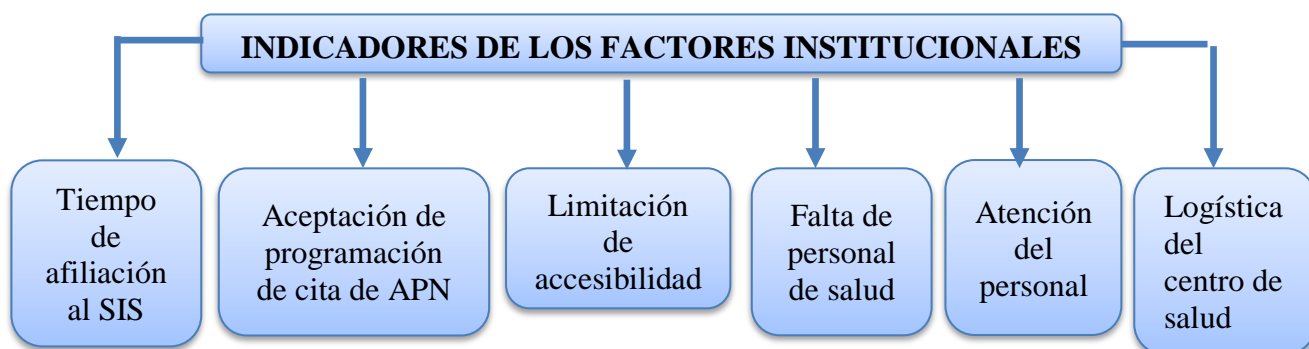 INDICADORES DE LOS FACTORES INSTITUCIONALES
Tiempo
de
afiliación
al SIS
Aceptación de
programación
de cita de APN
Limitación
de
accesibilidad
Falta de
personal
de salud
Atención
del
personal
Logística
del
centro de
salud